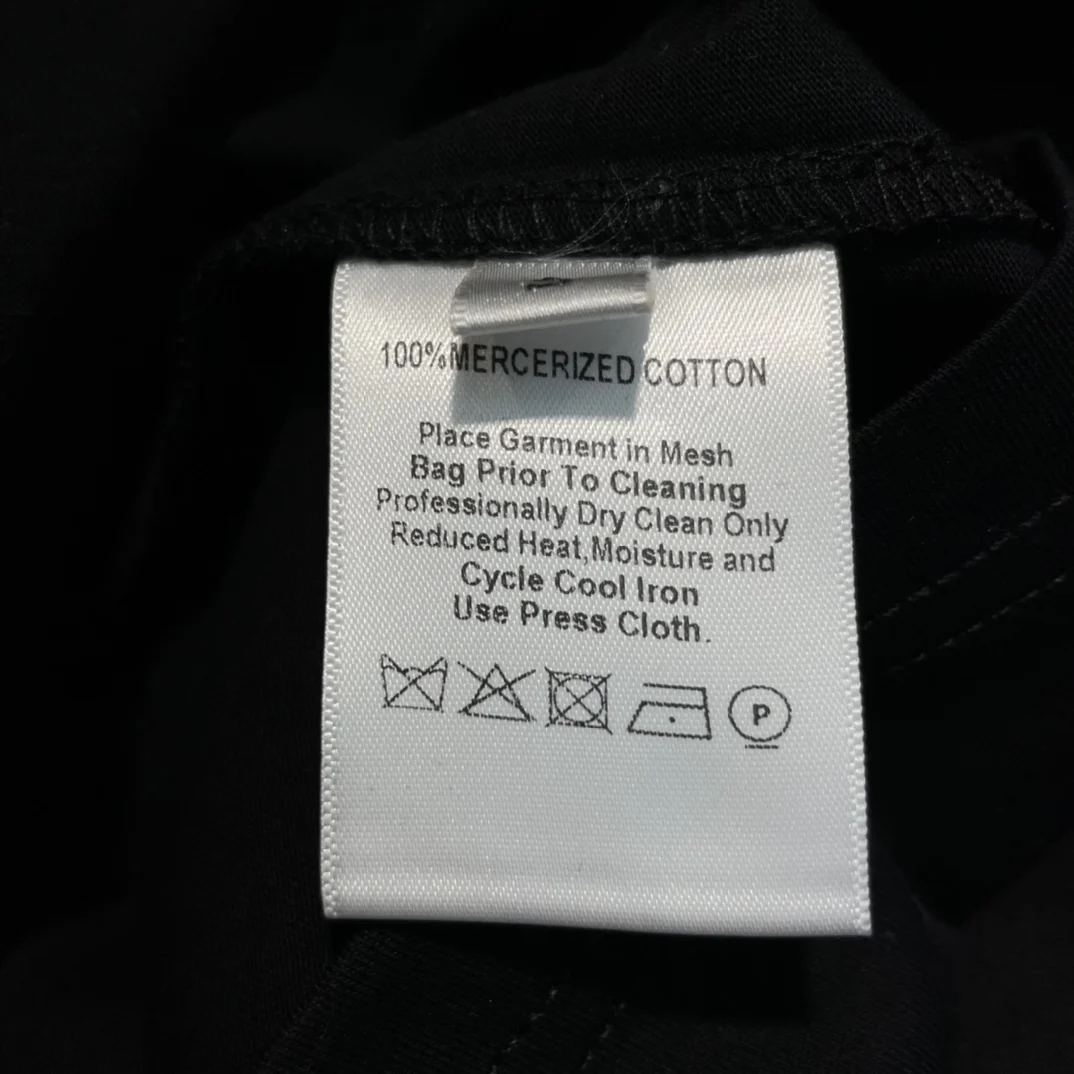 100%MERCERIZED COTTON
Place Garment in Mesh
Bag Prior To Cleaning
Professionally Dry Clean Only
Reduced Heat,Moisture and
Cycle Cool Iron
Use Press Cloth.
P